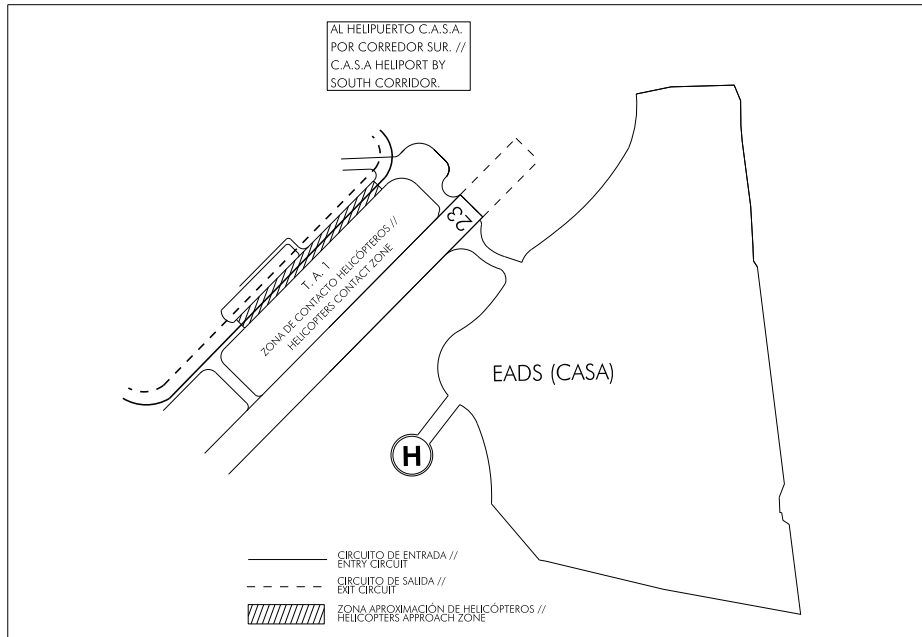 AL HELIPUERTO C.A.S.A.
POR CORREDOR SUR. //
C.A.S.A HELIPORT BY
SOUTH CORRIDOR.
23
T. A. 1
ZONA DE CONTACTO HELICÓPTEROS //
HELICOPTERS CONTACT ZONE
EADS (CASA)
H
CIRCUITO DE ENTRADA //
ENTRY CIRCUIT
CIRCUITO DE SALIDA //
EXIT CIRCUIT
ZONA APROXIMACIÓN DE HELICÓPTEROS //
HELICOPTERS APPROACH ZONE